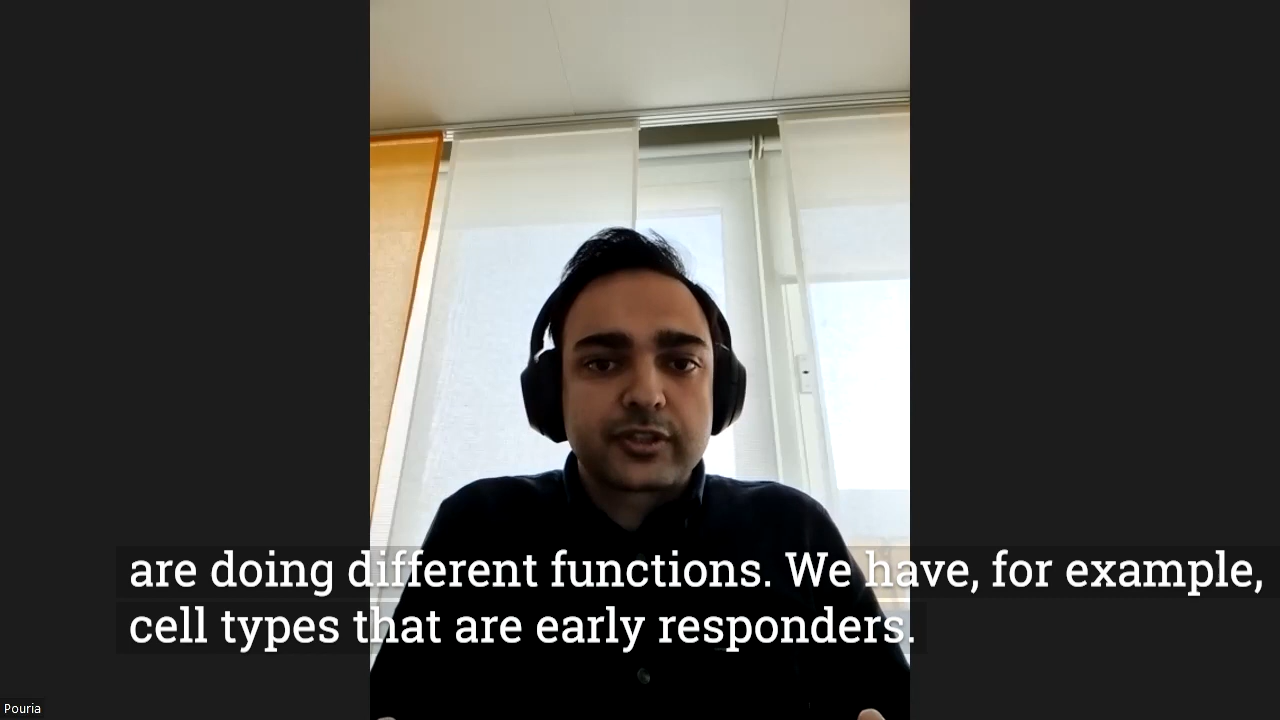 are doing different functions. We have, for example,
cell types that are early responders.
Pouria